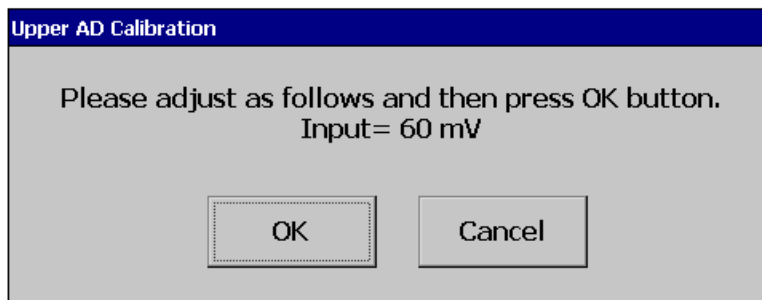 Upper AD Calibration
Please adjust as follows and then press OK button.
Input= 60 mV
OK
Cancel